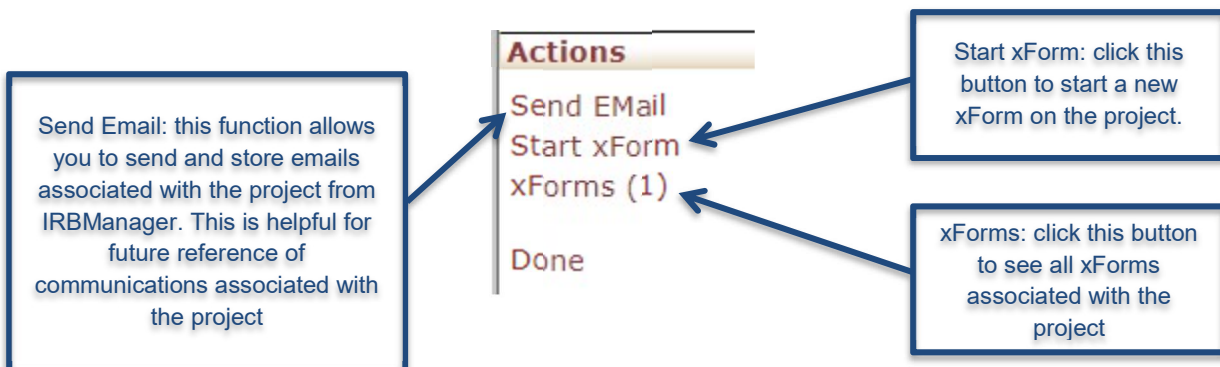 Actions
Send EMail
Start xForm
xForms (1)
Done
Send Email: this function allows
you to send and store emails
associated with the project from
IRBManager. This is helpful for
future reference of
communications associated with
the project
Start xForm: click this
button to start a new
xForm on the project.
xForms: click this button
to see all xForms
associated with the
project